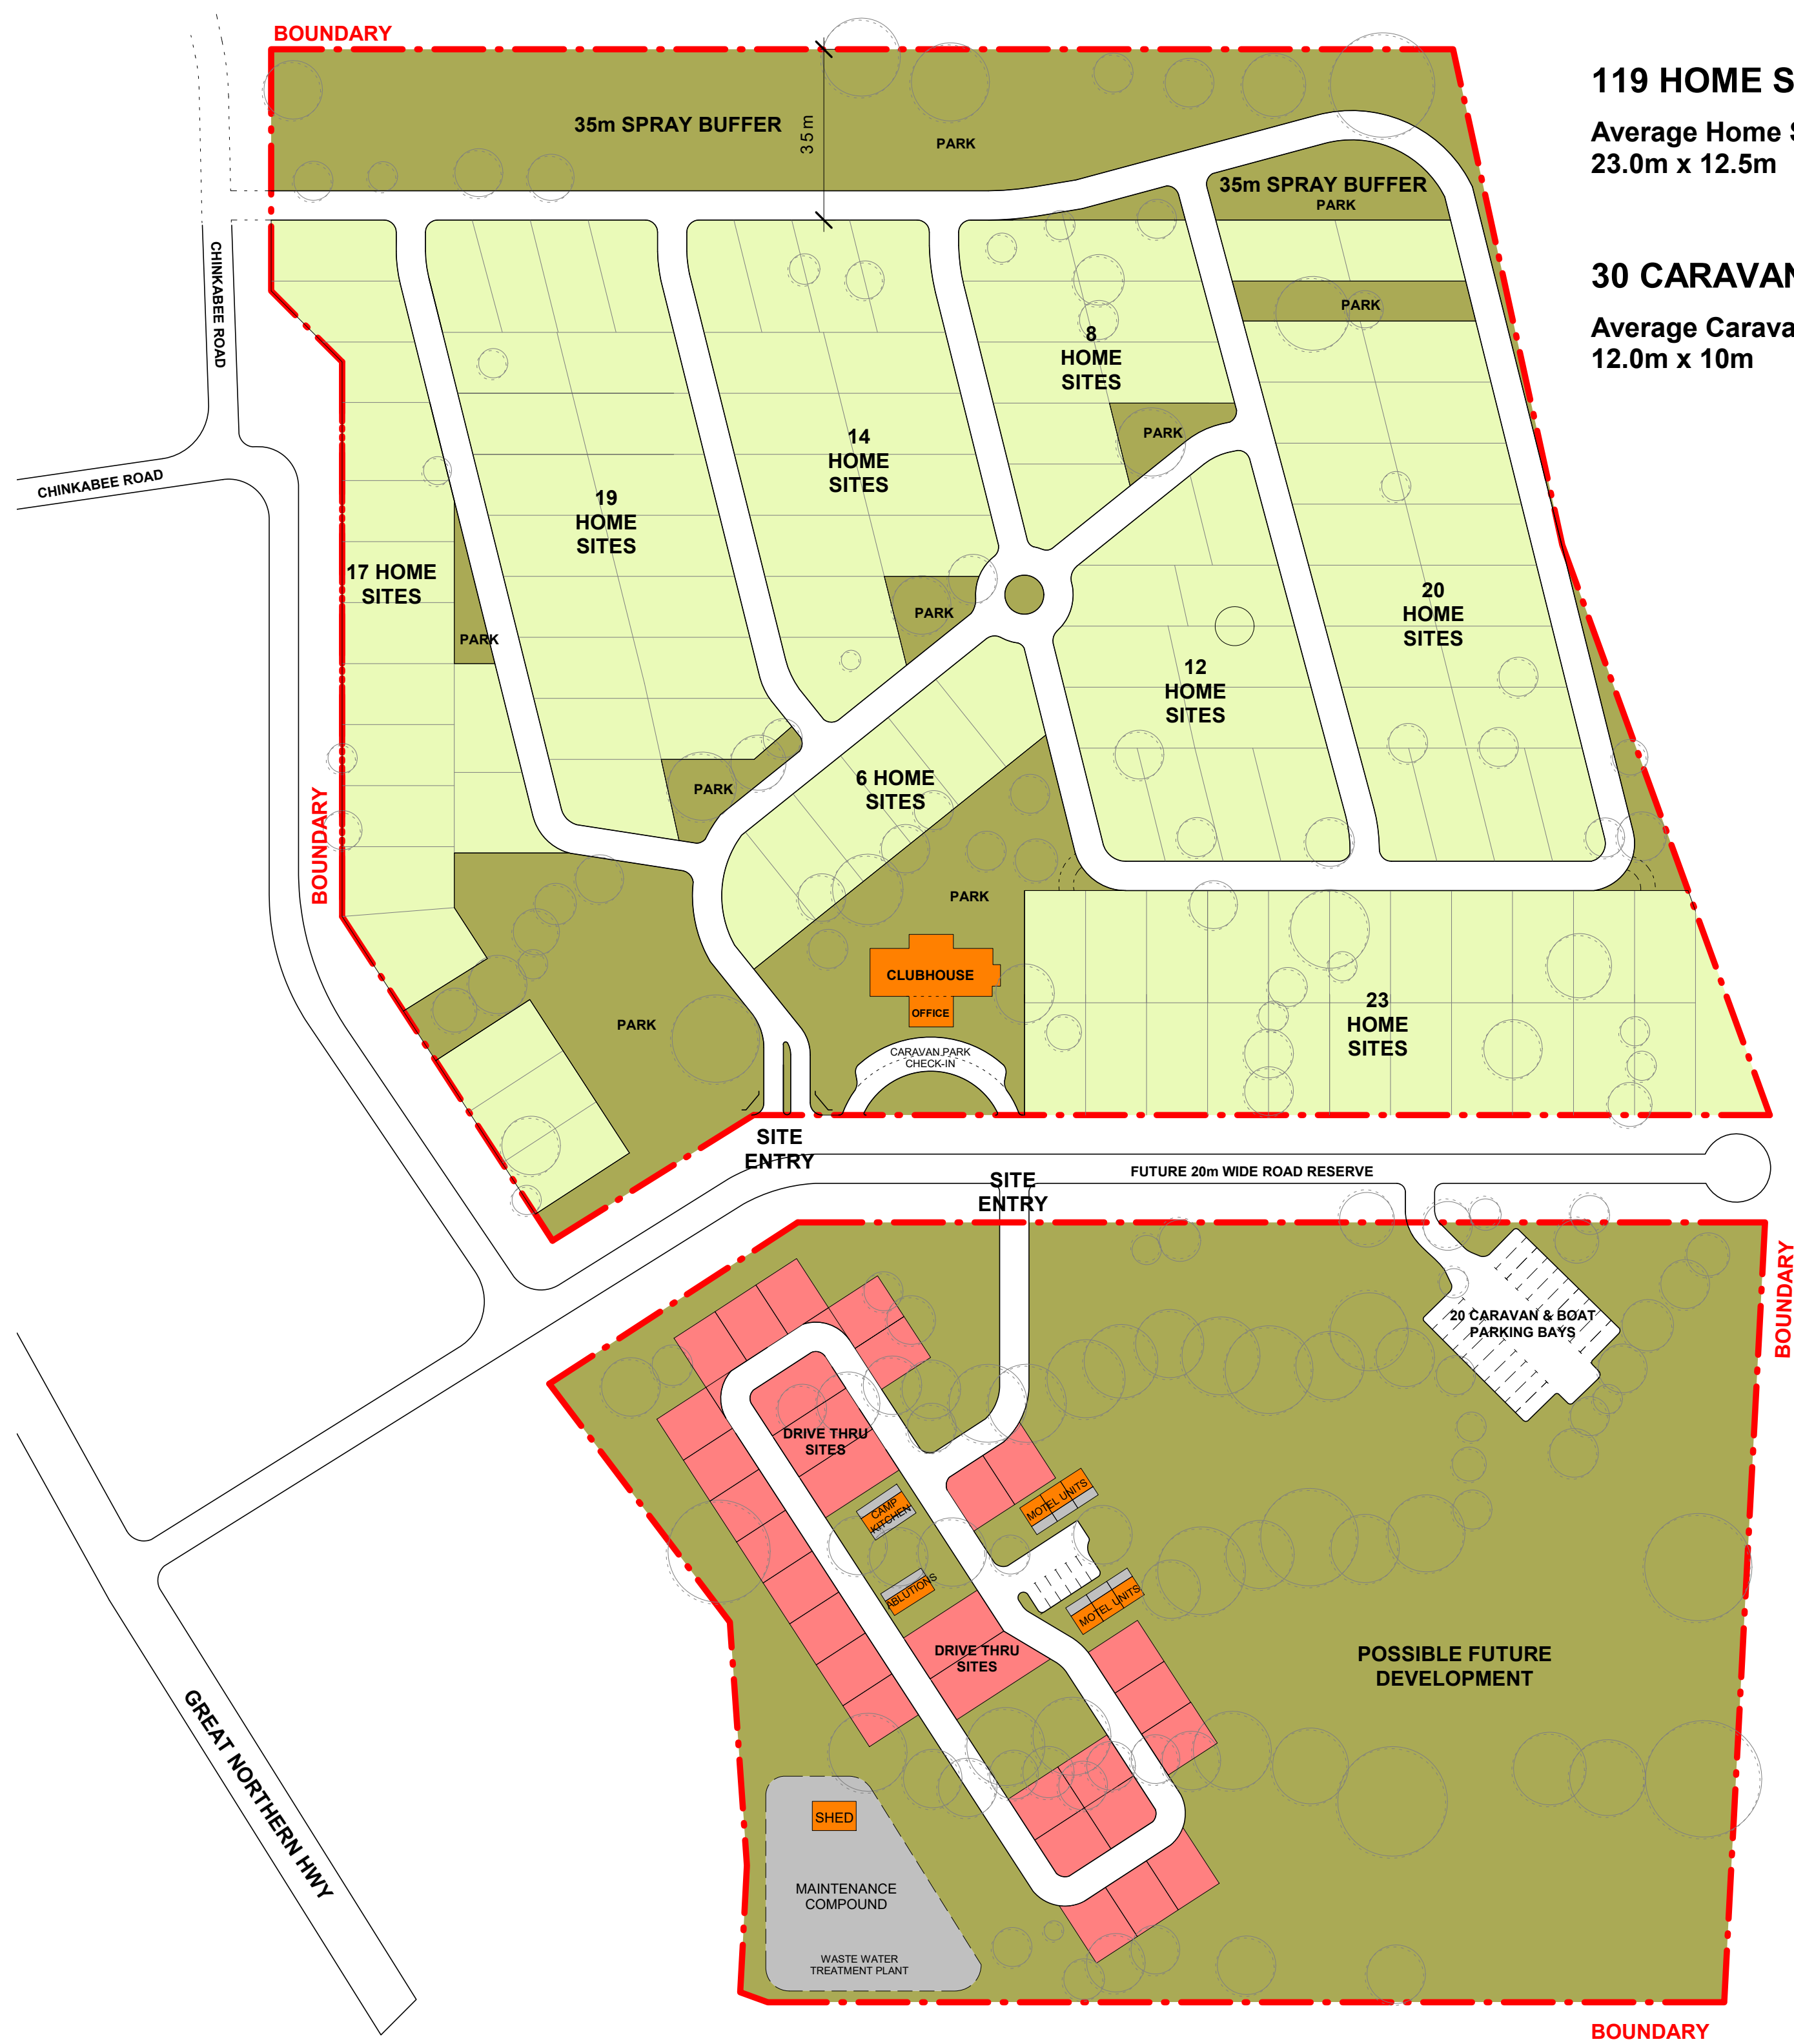 BOUNDARY
119 HOME S
Average Home S
23.0m x 12.5m
30 CARAVAN
Average Carava
12.0m x 10m
35m SPRAY BUFFER
35m
PARK
35m SPRAY BUFFER
PARK
PARK
CHINKABEE ROAD
CHINKABEE ROAD
8
HOME
SITES
PARK
14
HOME
SITES
19
HOME
SITES
17 HOME
SITES
PARK
PARK
20
HOME
SITES
12
HOME
SITES
6 HOME
SITES
PARK
BOUNDARY
PARK
CLUBHOUSE
OFFICE
CARAVAN PARK
CHECK-IN
PARK
23
HOME
SITES
SITE
ENTRY
SITE
ENTRY
FUTURE 20m WIDE ROAD RESERVE
BOUNDARY
20 CARAVAN & BOAT
PARKING BAYS
DRIVE THRU
SITES
CAMP
KITCHEN
MOTEL UNITS
ABLUTIONS
MOTEL UNITS
DRIVE THRU
SITES
POSSIBLE FUTURE
DEVELOPMENT
GREAT NORTHERN HWY
SHED
MAINTENANCE
COMPOUND
WASTE WATER
TREATMENT PLANT
BOUNDARY